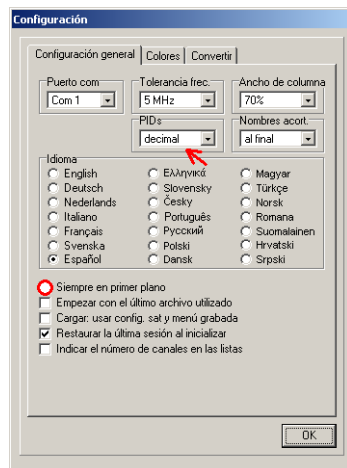 Configuración
Configuración general Colores Convertir
Puerto com Tolerancia frec. Ancho de columna
Com 1 5 MHz 70%
PIDs Nombres acort.
decimal al final
Idioma
English Ελληνικά Magyar
Deutsch Slovensky Türkçe
Nederlands Česky Norsk
Italiano Português Romana
Français Русский Suomalainen
Svenska Polski Hrvatski
Español Dansk Srpski
Siempre en primer plano
Empezar con el último archivo utilizado
Cargar: usar config. sat y menú grabada
Restaurar la última sesión al inicializar
Indicar el número de canales en las listas
OK